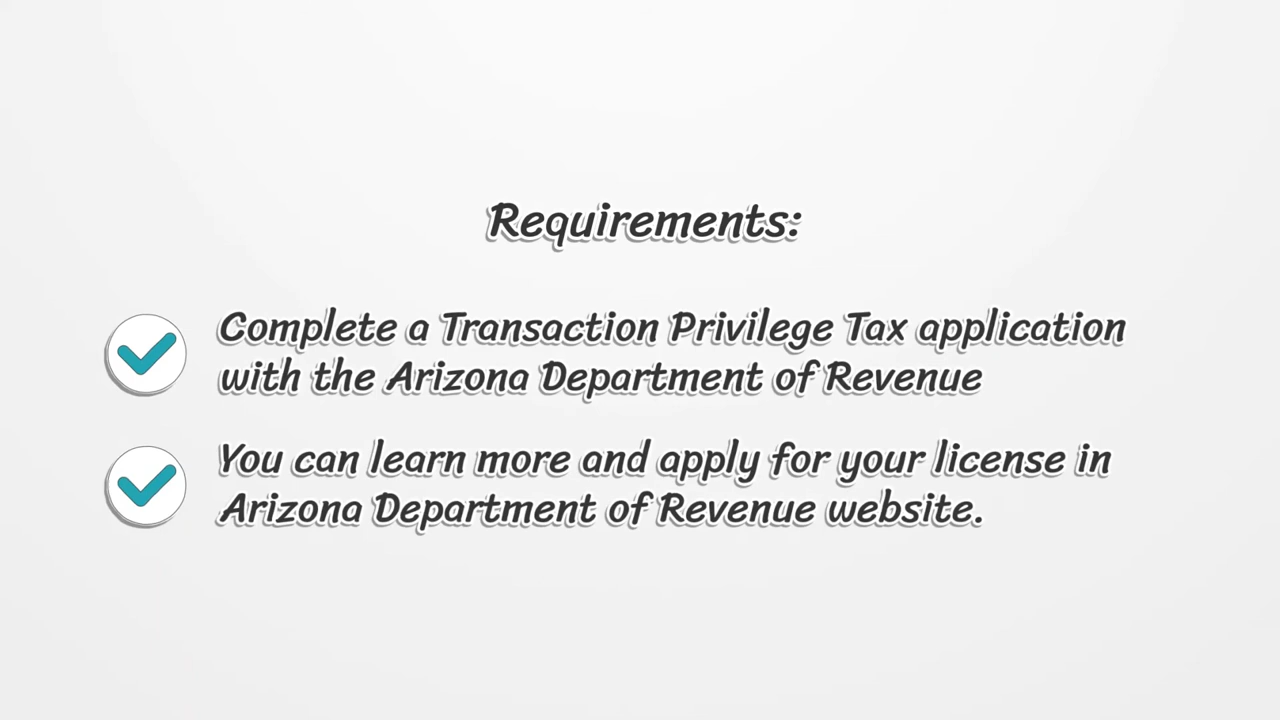 Requirements:
Complete a Transaction Privilege Tax application
with the Arizona Department of Revenue
You can learn more and apply for your license in
Arizona Department of Revenue website.